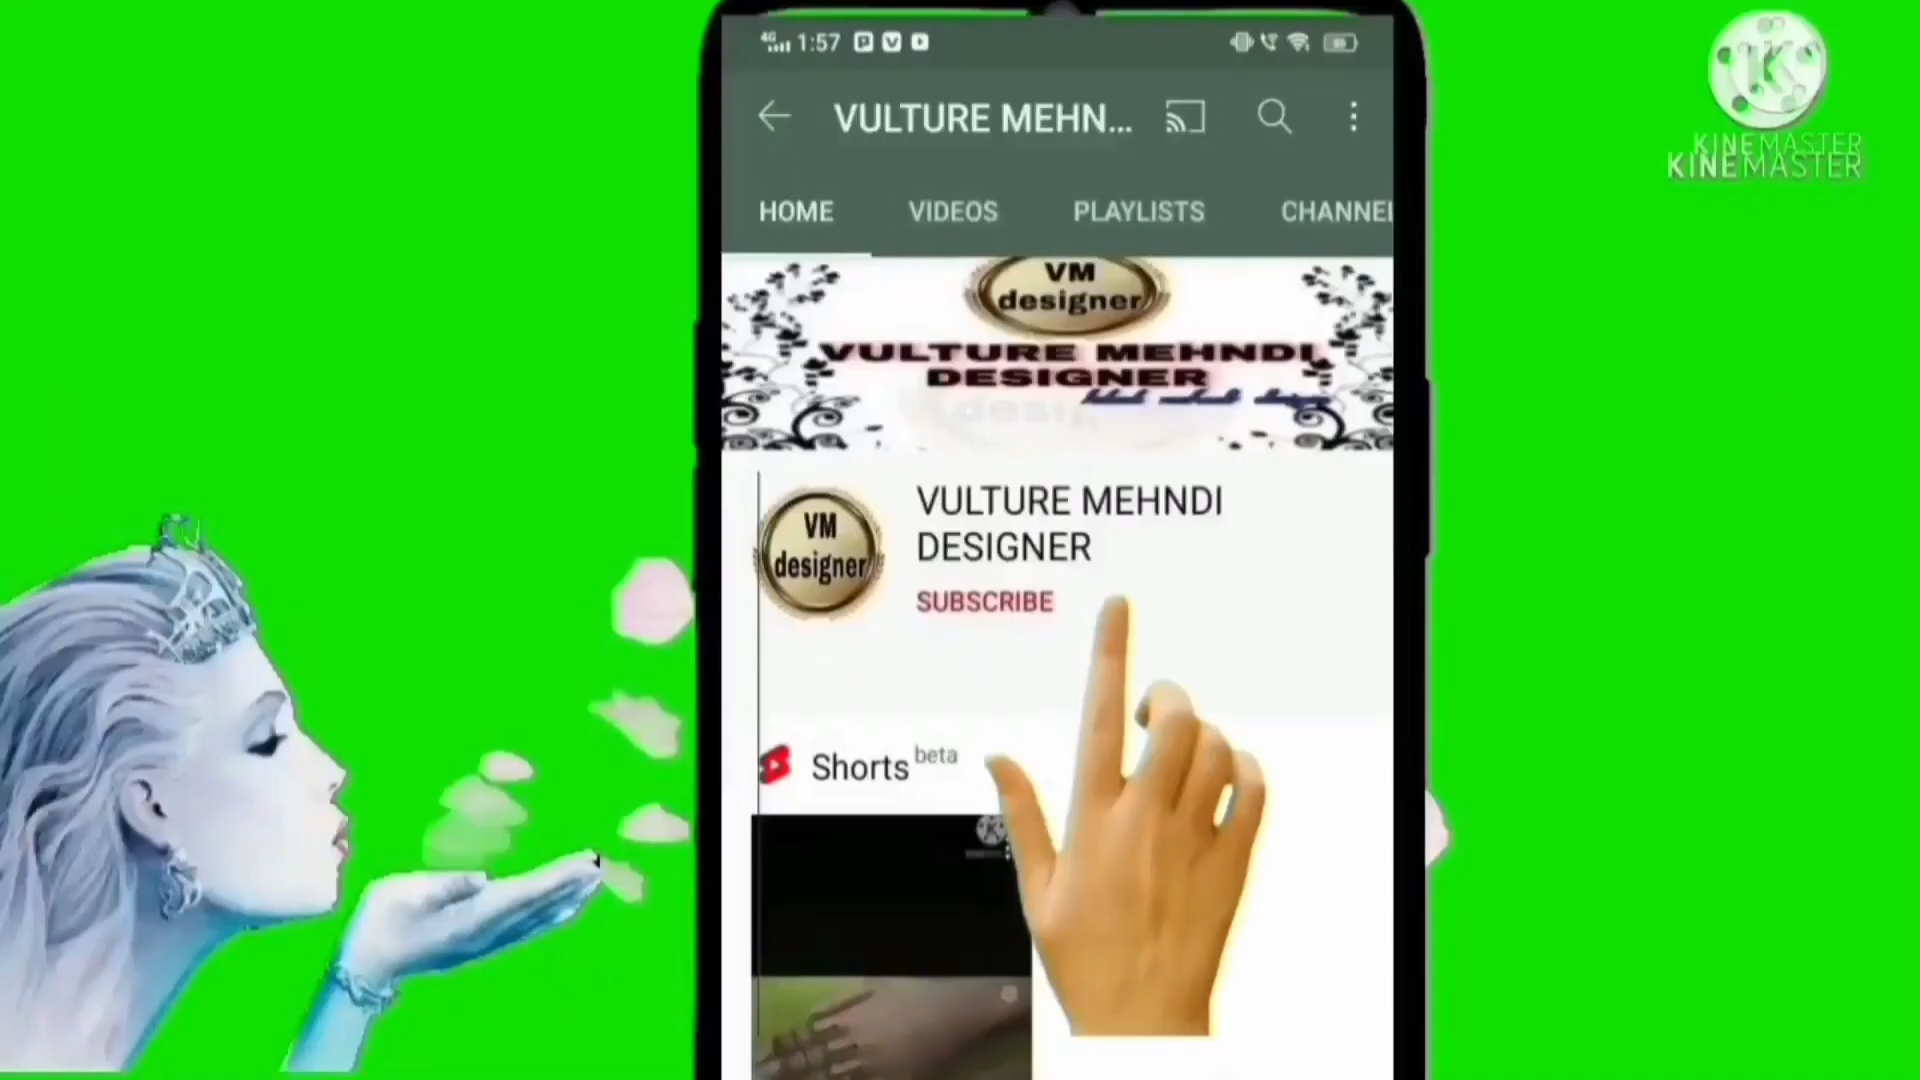 4G 1:57
VULTURE MEHN...
HOME VIDEOS PLAYLISTS CHANNEL
VM
designer
VULTURE MEHNDI
DESIGNER
VM
designer
VULTURE MEHNDI
DESIGNER
SUBSCRIBE
Shorts beta
KINEMASTER
KINEMASTER